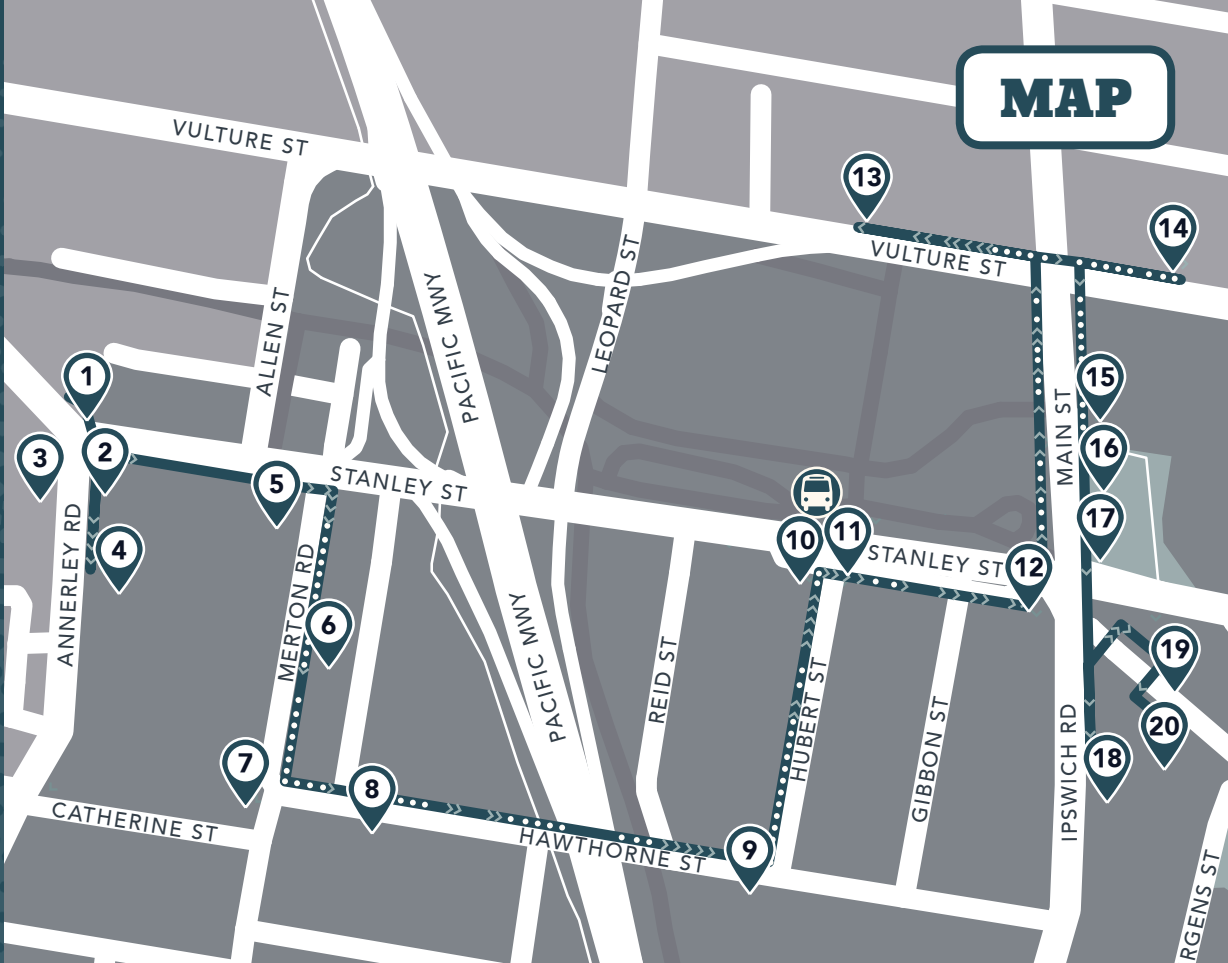 MAP
VULTURE ST
13
14
VULTURE ST
LEOPARD ST
PACIFIC MWY
ALLEN ST
1
15
MAIN ST
2
3
16
5
STANLEY ST
17
10
11
4
STANLEY ST
12
ANNERLEY RD
MERTON RD
6
PACIFIC MWY
REID ST
HUBERT ST
19
GIBBON ST
20
IPSWICH RD
7
8
18
CATHERINE ST
HAWTHORNE ST
9
RGENS ST